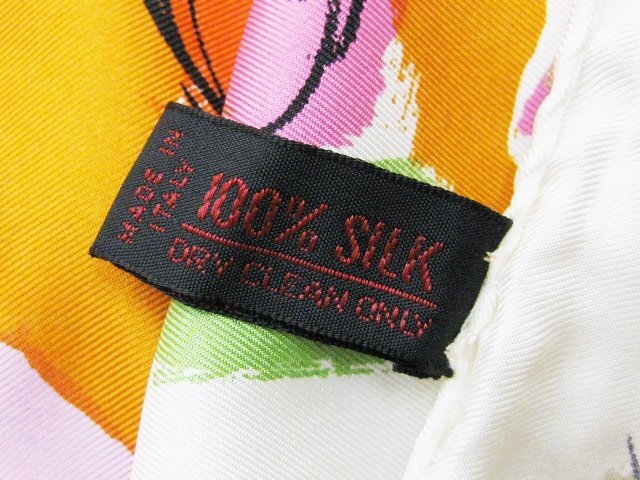 MADE IN
ITALY
100% SILK
DRY CLEAN ONLY